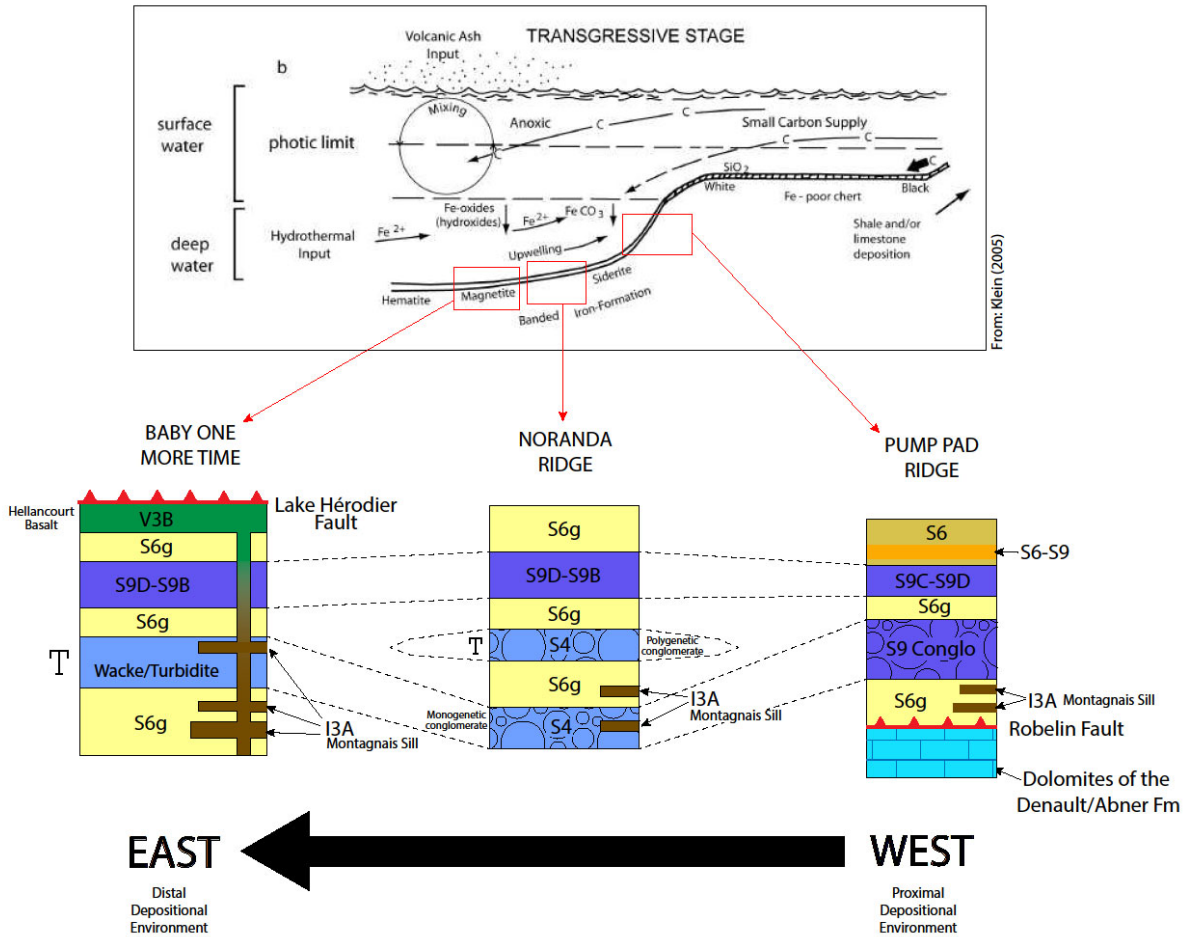 TRANSGRESSIVE STAGE
Volcanic Ash
Input
b
surface
water
photic limit
Mixing
Anoxic
C
C
Small Carbon Supply
C
C
C
C
SiO2
White
Fe - poor chert
Black
Shale and/or
limestone
deposition
deep
water
Hydrothermal
Input
Fe 2+
Fe-oxides
(hydroxides)
Fe 2+
Fe CO 3
Upwelling
Siderite
Hematite
Magnetite
Banded Iron-Formation
From: Klein (2005)
BABY ONE
MORE TIME
NORANDA
RIDGE
PUMP PAD
RIDGE
Hellancourt
Basalt
Lake Hérodier
Fault
V3B
S6g
S9D-S9B
S6g
T
Wacke/Turbidite
S6g
I3A
Montagnais Sill
S6g
S9D-S9B
S6g
T
S4
Polygenetic
conglomerate
S6g
Monogenetic
conglomerate
S4
I3A
Montagnais Sill
S6
S6-S9
S9C-S9D
S6g
S9 Conglo
S6g
I3A Montagnais Sill
Robelin Fault
Dolomites of the
Denault/Abner Fm
EAST
WEST
Distal
Depositional
Environment
Proximal
Depositional
Environment